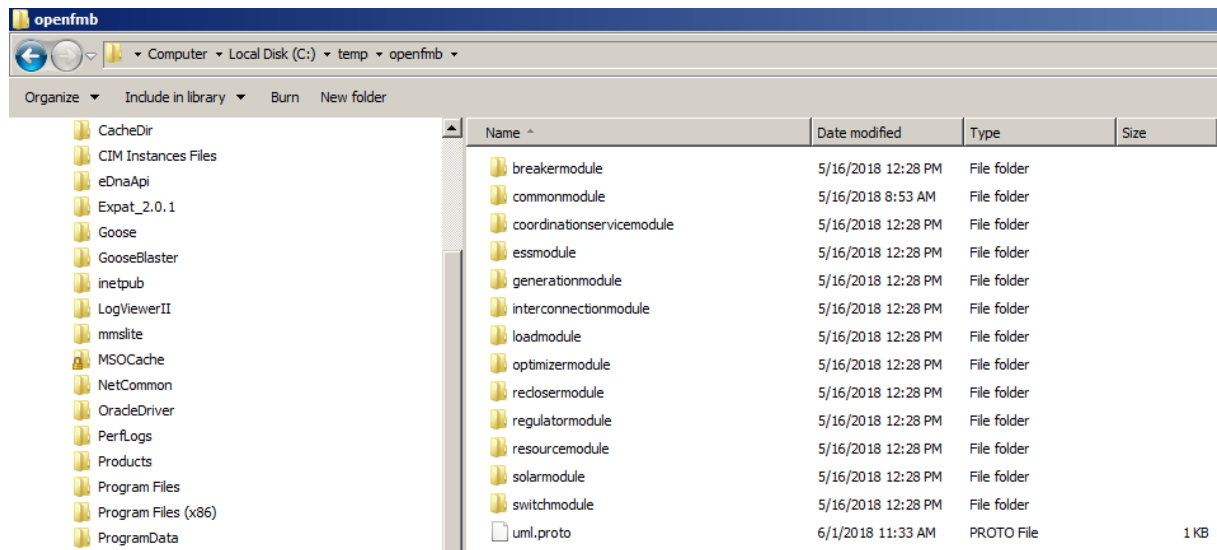 openfmb
Computer Local Disk (C:) temp openfmb
Organize Include in library Burn New folder
CacheDir
CIM Instances Files
eDnaApi
Expat_2.0.1
Goose
GooseBlaster
inetpub
LogViewerII
mmslite
MSOCache
NetCommon
OracleDriver
PerfLogs
Products
Program Files
Program Files (x86)
ProgramData
Name Date modified Type Size
breakermodule 5/16/2018 12:28 PM File folder
commonmodule 5/16/2018 8:53 AM File folder
coordinationservicemodule 5/16/2018 12:28 PM File folder
essmodule 5/16/2018 12:28 PM File folder
generationmodule 5/16/2018 12:28 PM File folder
interconnectionmodule 5/16/2018 12:28 PM File folder
loadmodule 5/16/2018 12:28 PM File folder
optimizermodule 5/16/2018 12:28 PM File folder
reclosermodule 5/16/2018 12:28 PM File folder
regulatormodule 5/16/2018 12:28 PM File folder
resourcemodule 5/16/2018 12:28 PM File folder
solarmodule 5/16/2018 12:28 PM File folder
switchmodule 5/16/2018 12:28 PM File folder
uml.proto 6/1/2018 11:33 AM PROTO File 1 KB